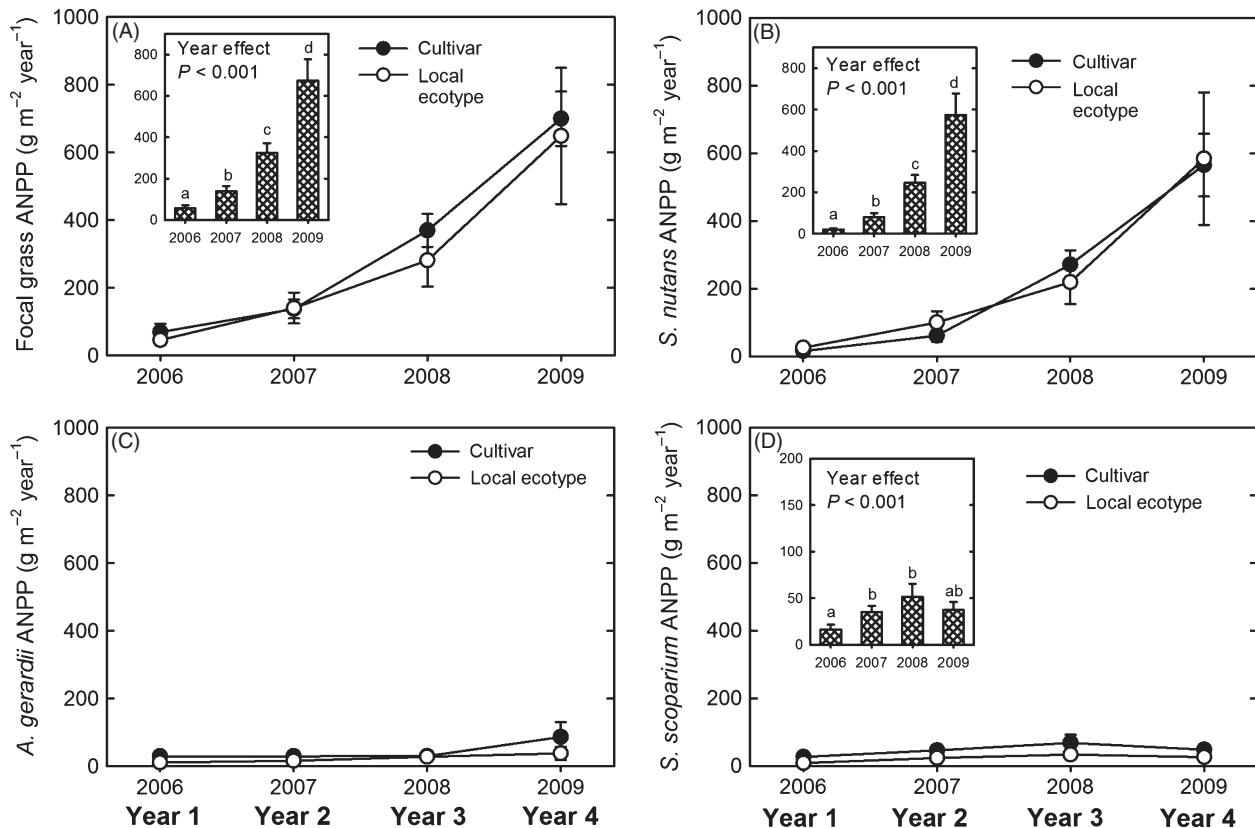 (A)
Focal grass ANPP (g m⁻² year⁻¹)
1000
800
600
400
200
0
Year effect
P < 0.001
800
600
400
200
0
a
b
c
d
2006 2007 2008 2009
Cultivar
Local
ecotype
2006 2007 2008 2009
(B)
S. nutans ANPP (g m⁻² year⁻¹)
1000
800
600
400
200
0
Year effect
P < 0.001
800
600
400
200
0
a
b
c
d
2006 2007 2008 2009
Cultivar
Local
ecotype
2006 2007 2008 2009
(C)
A. gerardii ANPP (g m⁻² year⁻¹)
1000
800
600
400
200
0
Cultivar
Local ecotype
2006 2007 2008 2009
Year 1 Year 2 Year 3 Year 4
(D)
S. scoparium ANPP (g m⁻² year⁻¹)
1000
800
600
400
200
0
Year effect
P < 0.001
200
150
100
50
0
a
b
b
ab
2006 2007 2008 2009
Cultivar
Local ecotype
2006 2007 2008 2009
Year 1 Year 2 Year 3 Year 4